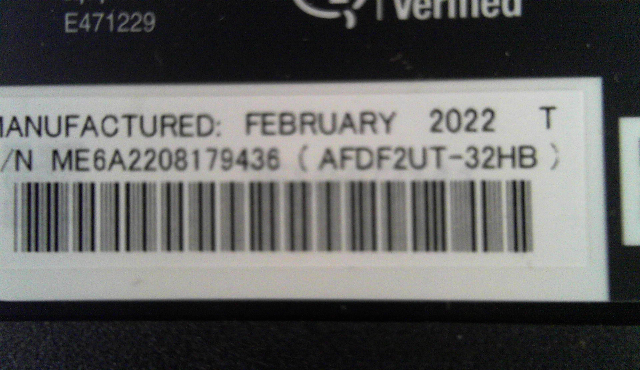 E471229
Verified
MANUFACTURED: FEBRUARY 2022 T
/N ME6A2208179436 ( AFDF2UT-32HB )